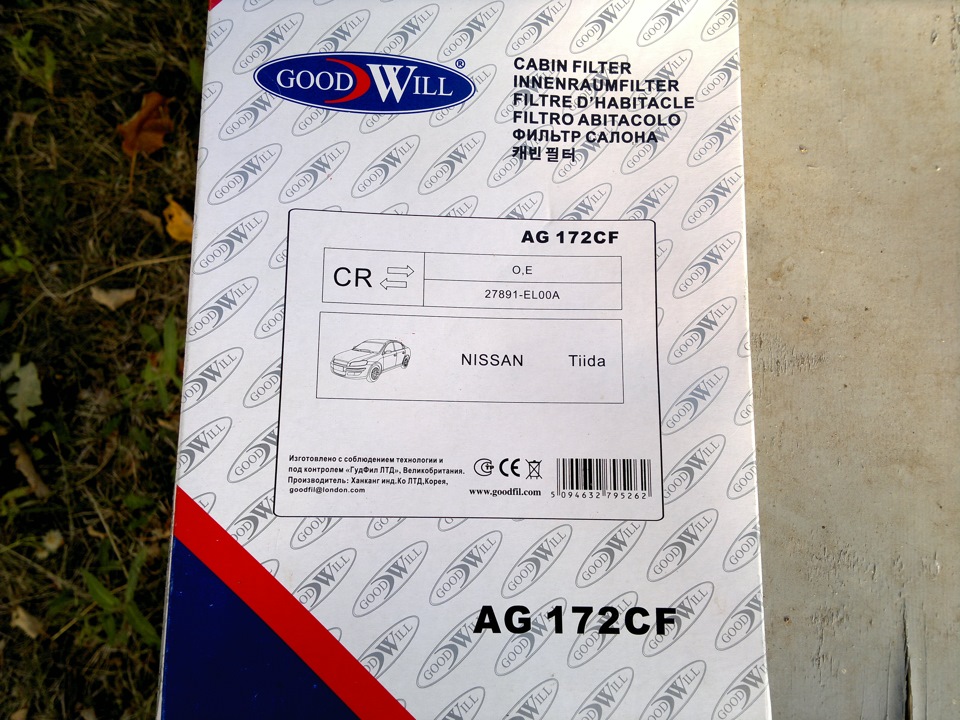 GOODWILL®
CABIN FILTER
INNENRAUMFILTER
FILTRE D'HABITACLE
FILTRO ABITACOLO
ФИЛЬТР САЛОНА
캐빈 필터
AG 172CF
CR
O,E
27891-EL00A
NISSAN Tiida
Изготовлено с соблюдением технологии и
под контролем «ГудФил ЛТД», Великобритания.
Производитель: Ханканг инд.Ко ЛТД,Корея,
goodfil@london.com
CE
www.goodfil.com
5 094632 795262
AG 172CF